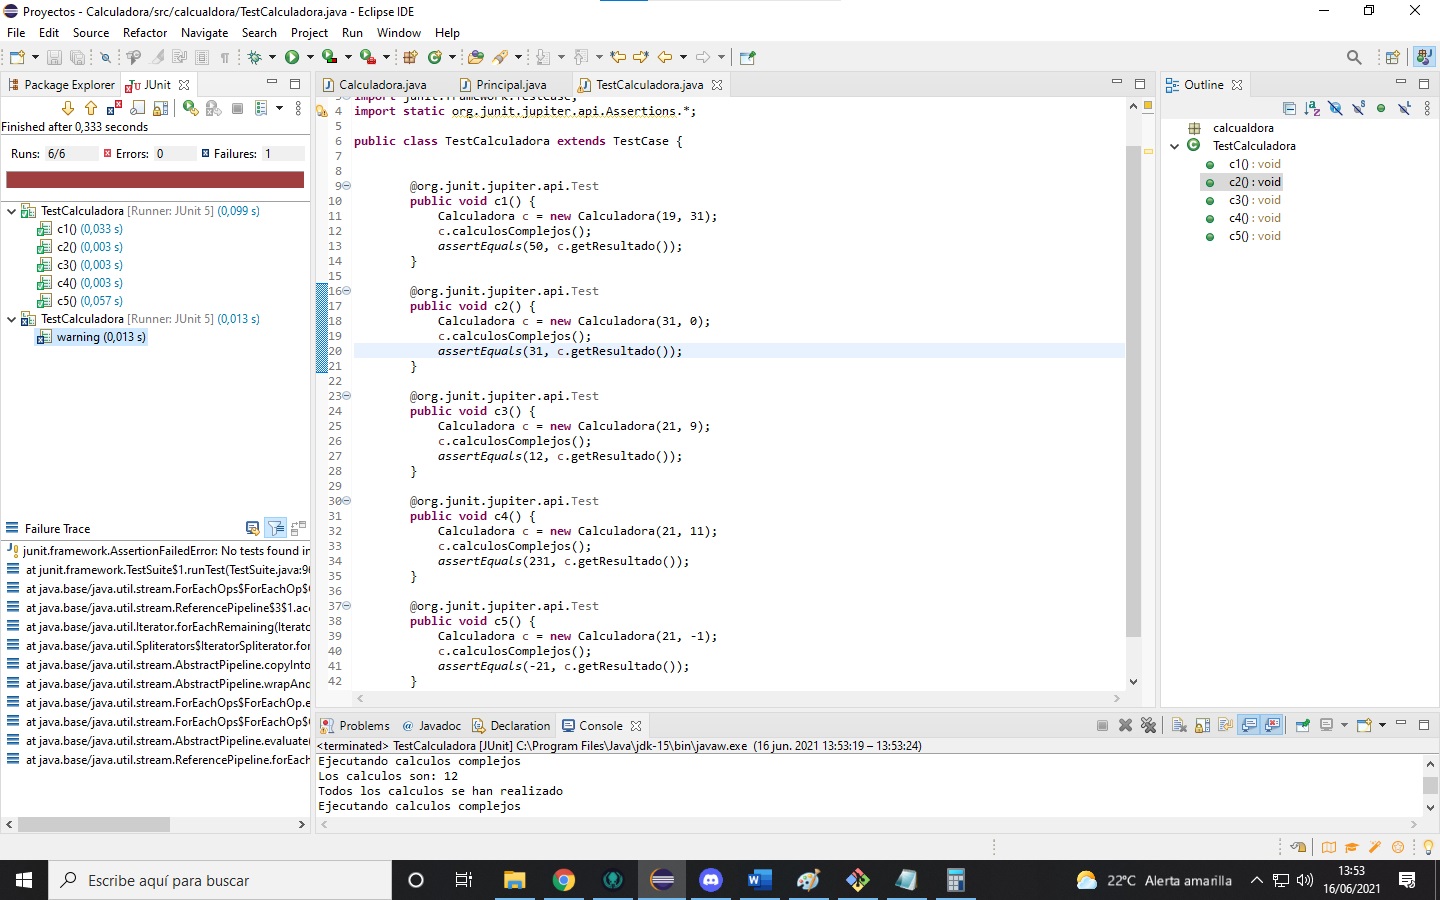 Proyectos - Calculadora/src/calcualdora/TestCalculadora.java - Eclipse IDE
File Edit Source Refactor Navigate Search Project Run Window Help
Package Explorer JUnit
Finished after 0,333 seconds
Runs: 6/6 Errors: 0 Failures: 1
TestCalculadora [Runner: JUnit 5] (0,099 s)
c1() (0,033 s)
c2() (0,003 s)
c3() (0,003 s)
c4() (0,003 s)
c5() (0,057 s)
TestCalculadora [Runner: JUnit 5] (0,013 s)
warning (0,013 s)
Failure Trace
junit.framework.AssertionFailedError: No tests found in
at junit.framework.TestSuite$1.runTest(TestSuite.java:96
at java.base/java.util.stream.ForEachOps$ForEachOp$
at java.base/java.util.stream.ReferencePipeline$3$1.acc
at java.base/java.util.Iterator.forEachRemaining(Iterato
at java.base/java.util.Spliterators$IteratorSpliterator.for
at java.base/java.util.stream.AbstractPipeline.copyInto
at java.base/java.util.stream.AbstractPipeline.wrapAnd
at java.base/java.util.stream.ForEachOps$ForEachOp.e
at java.base/java.util.stream.ForEachOps$ForEachOp$
at java.base/java.util.stream.AbstractPipeline.evaluate
at java.base/java.util.stream.ReferencePipeline.forEach
Calculadora.java Principal.java TestCalculadora.java
3 import junit.framework.TestCase;
4 import static org.junit.jupiter.api.Assertions.*;
5
6 public class TestCalculadora extends TestCase {
7
8
9 @org.junit.jupiter.api.Test
10 public void c1() {
11 Calculadora c = new Calculadora(19, 31);
12 c.calculosComplejos();
13 assertEquals(50, c.getResultado());
14 }
15
16 @org.junit.jupiter.api.Test
17 public void c2() {
18 Calculadora c = new Calculadora(31, 0);
19 c.calculosComplejos();
20 assertEquals(31, c.getResultado());
21 }
22
23 @org.junit.jupiter.api.Test
24 public void c3() {
25 Calculadora c = new Calculadora(21, 9);
26 c.calculosComplejos();
27 assertEquals(12, c.getResultado());
28 }
29
30 @org.junit.jupiter.api.Test
31 public void c4() {
32 Calculadora c = new Calculadora(21, 11);
33 c.calculosComplejos();
34 assertEquals(231, c.getResultado());
35 }
36
37 @org.junit.jupiter.api.Test
38 public void c5() {
39 Calculadora c = new Calculadora(21, -1);
40 c.calculosComplejos();
41 assertEquals(-21, c.getResultado());
42 }
Outline
calcualdora
TestCalculadora
c1() : void
c2() : void
c3() : void
c4() : void
c5() : void
Problems Javadoc Declaration Console
<terminated> TestCalculadora [JUnit] C:\Program Files\Java\jdk-15\bin\javaw.exe (16 jun. 2021 13:53:19 – 13:53:24)
Ejecutando calculos complejos
Los calculos son: 12
Todos los calculos se han realizado
Ejecutando calculos complejos
Escribe aquí para buscar
22°C Alerta amarilla
13:53
16/06/2021